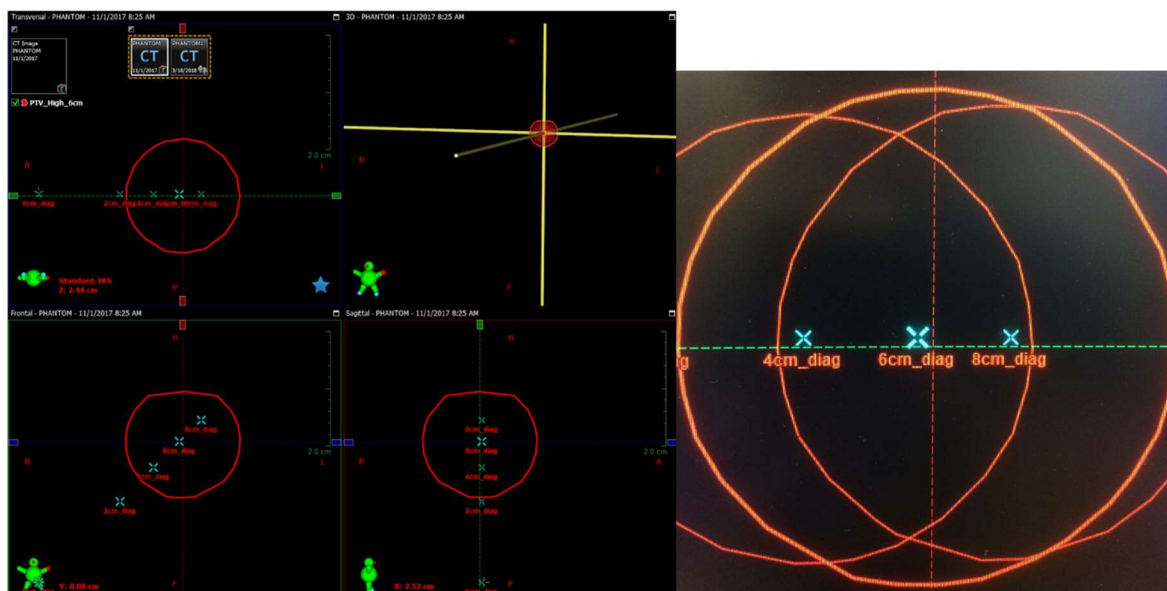 Transversal - PHANTOM - 11/1/2017 8:25 AM
CT Image
PHANTOM
11/1/2017
PHANTOM
CT
11/1/2017
PHANTOM
CT
3/18/2018
PTV_High_6cm
R
L
2.0 cm
0cm_diag
2cm_diag
P
Standard, HFS
Z: 2.44 cm
3D - PHANTOM - 11/1/2017 8:25 AM
H
R
L
F
Frontal - PHANTOM - 11/1/2017 8:25 AM
H
8cm_diag
6cm_diag
R
L
2.0 cm
4cm_diag
2cm_diag
F
Y: 0.00 cm
Sagittal - PHANTOM - 11/1/2017 8:25 AM
H
8cm_diag
6cm_diag
P
A
2.0 cm
4cm_diag
2cm_diag
F
X: 2.52 cm
4cm_diag
6cm_diag
8cm_diag